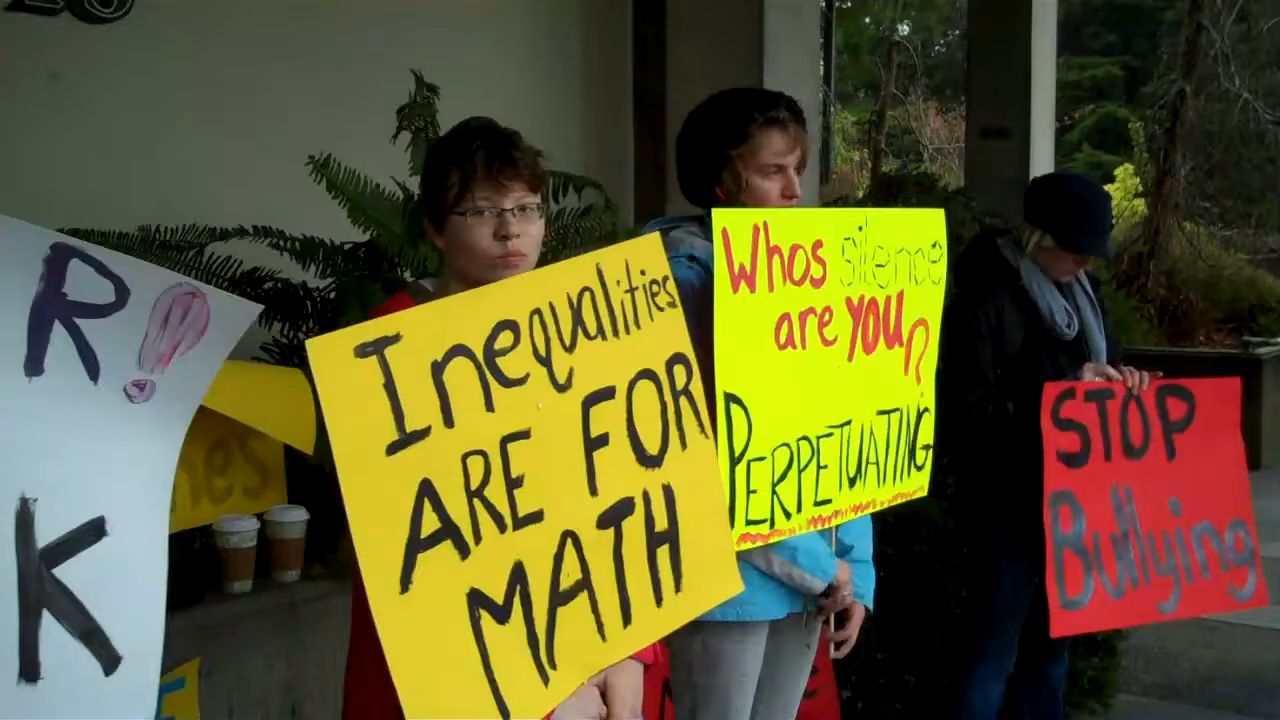 R!
K
Inequalities
ARE FOR
MATH
Whos silence
are you?
PERPETUATING
STOP
Bullying